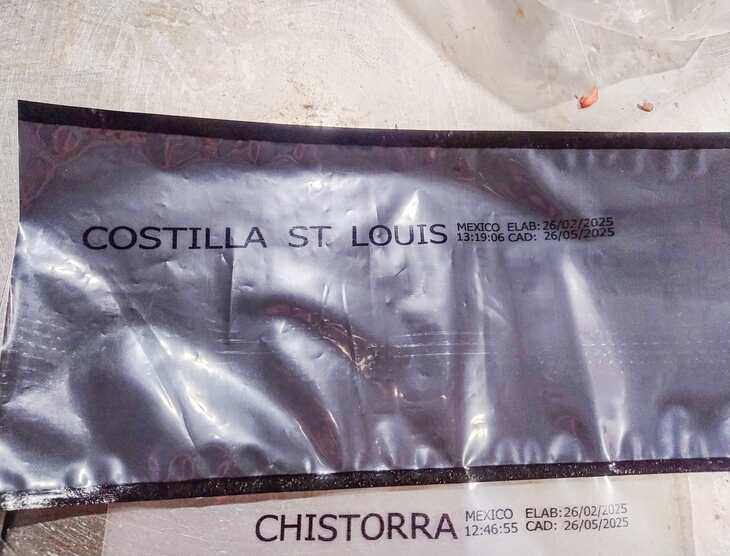 COSTILLA ST. LOUIS MEXICO ELAB: 26/02/2025
13:19:06 CAD: 26/05/2025
CHISTORRA MEXICO ELAB: 26/02/2025
12:46:55 CAD: 26/05/2025